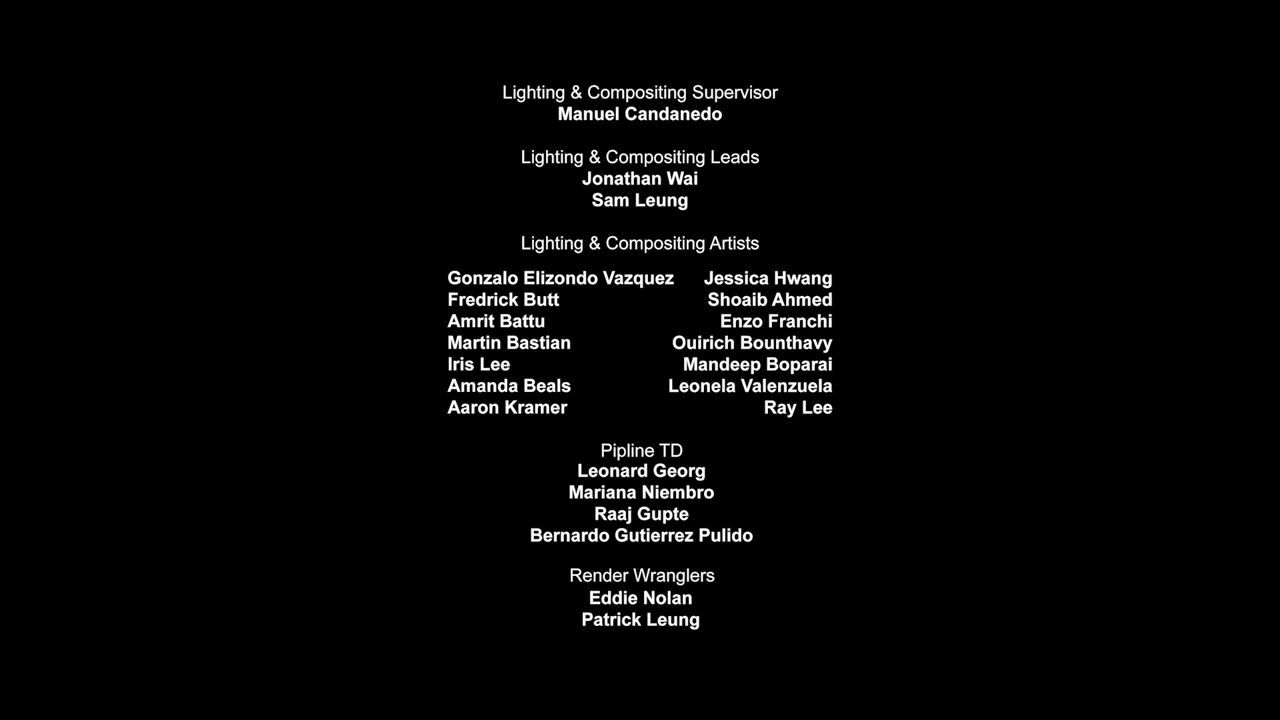 Lighting & Compositing Supervisor
Manuel Candanedo
Lighting & Compositing Leads
Jonathan Wai
Sam Leung
Lighting & Compositing Artists
Gonzalo Elizondo Vazquez Jessica Hwang
Fredrick Butt Shoaib Ahmed
Amrit Battu Enzo Franchi
Martin Bastian Ouirich Bounthavy
Iris Lee Mandeep Boparai
Amanda Beals Leonela Valenzuela
Aaron Kramer Ray Lee
Pipline TD
Leonard Georg
Mariana Niembro
Raaj Gupte
Bernardo Gutierrez Pulido
Render Wranglers
Eddie Nolan
Patrick Leung